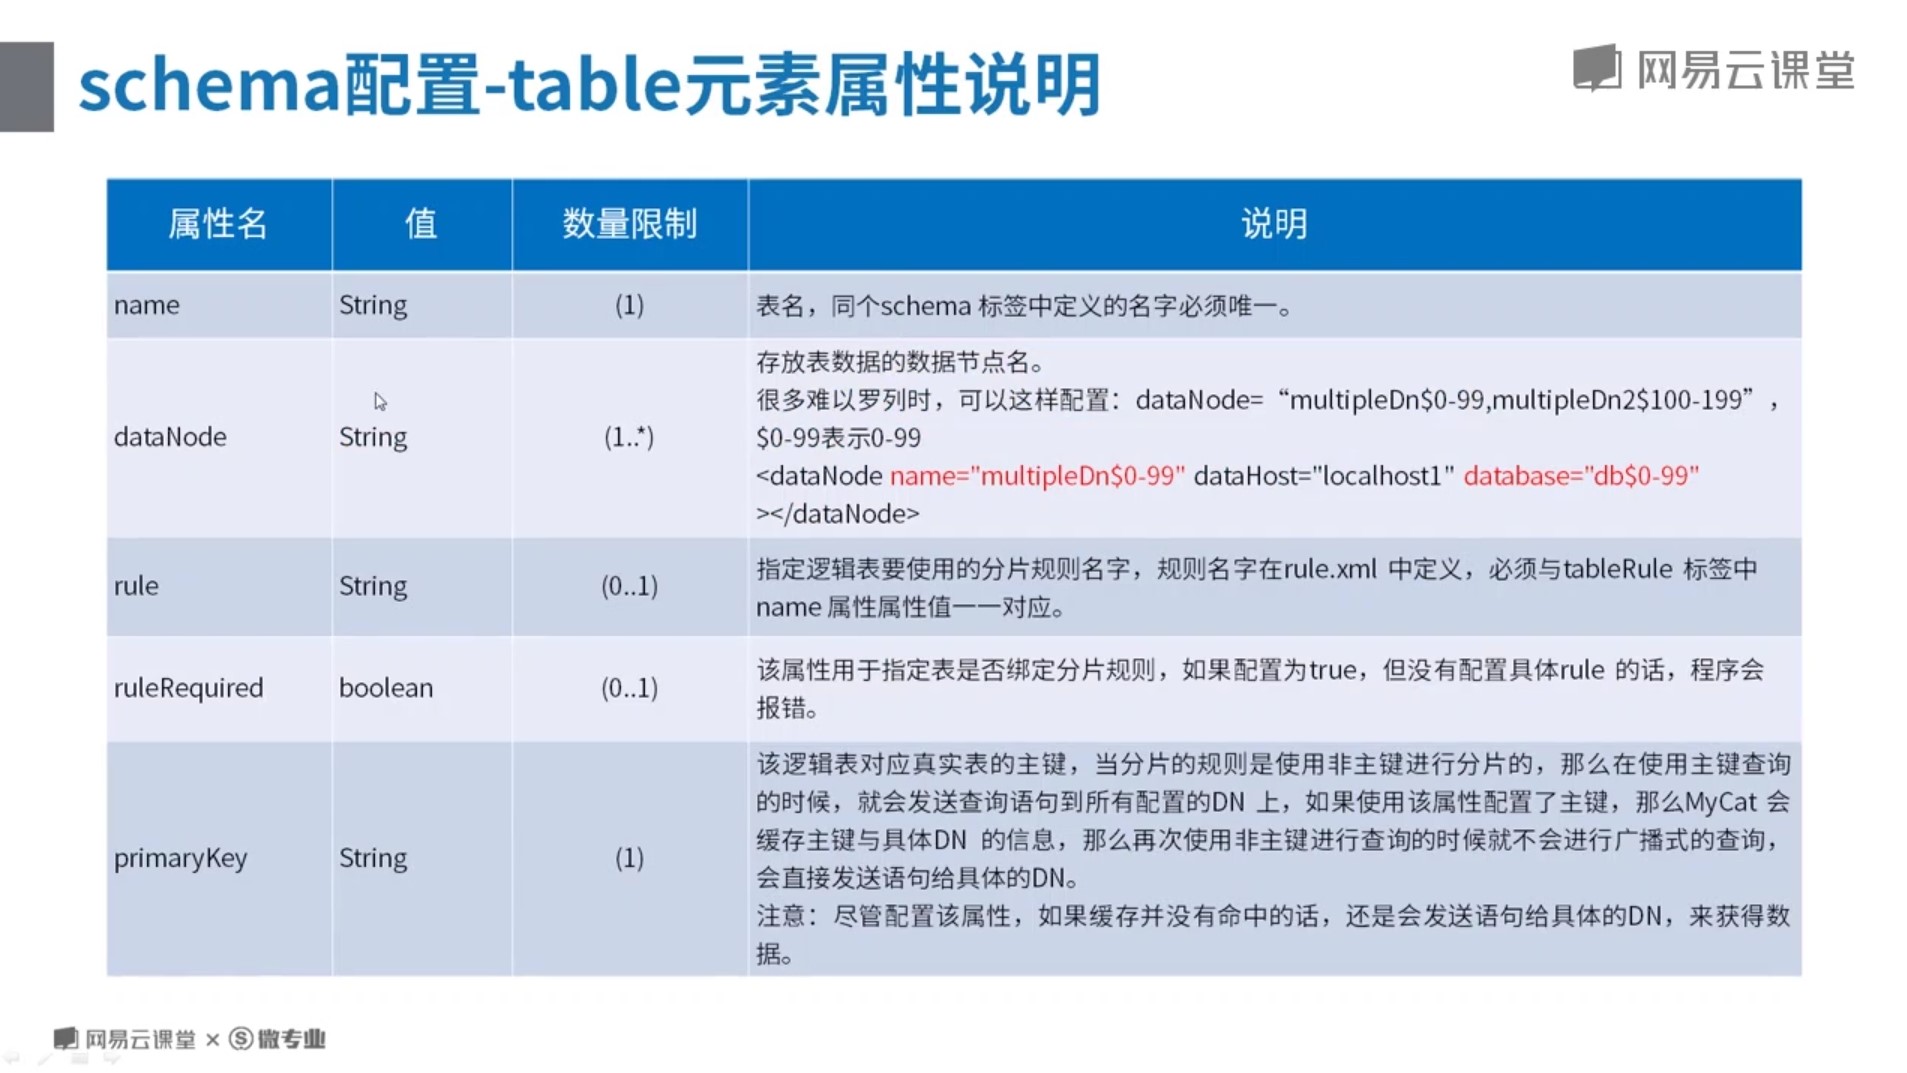 schema配置-table元素属性说明
网易云课堂
属性名 值 数量限制 说明
name String (1) 表名，同个schema 标签中定义的名字必须唯一。
dataNode String (1..*) 存放表数据的数据节点名。
很多难以罗列时，可以这样配置：dataNode=“multipleDn$0-99,multipleDn2$100-199”，
$0-99表示0-99
<dataNode name="multipleDn$0-99" dataHost="localhost1" database="db$0-99"
></dataNode>
rule String (0..1) 指定逻辑表要使用的分片规则名字，规则名字在rule.xml 中定义，必须与tableRule 标签中
name 属性属性值一一对应。
ruleRequired boolean (0..1) 该属性用于指定表是否绑定分片规则，如果配置为true，但没有配置具体rule 的话，程序会
报错。
primaryKey String (1) 该逻辑表对应真实表的主键，当分片的规则是使用非主键进行分片的，那么在使用主键查询
的时候，就会发送查询语句到所有配置的DN 上，如果使用该属性配置了主键，那么MyCat 会
缓存主键与具体DN 的信息，那么再次使用非主键进行查询的时候就不会进行广播式的查询，
会直接发送语句给具体的DN。
注意：尽管配置该属性，如果缓存并没有命中的话，还是会发送语句给具体的DN，来获得数
据。
网易云课堂 × 微专业